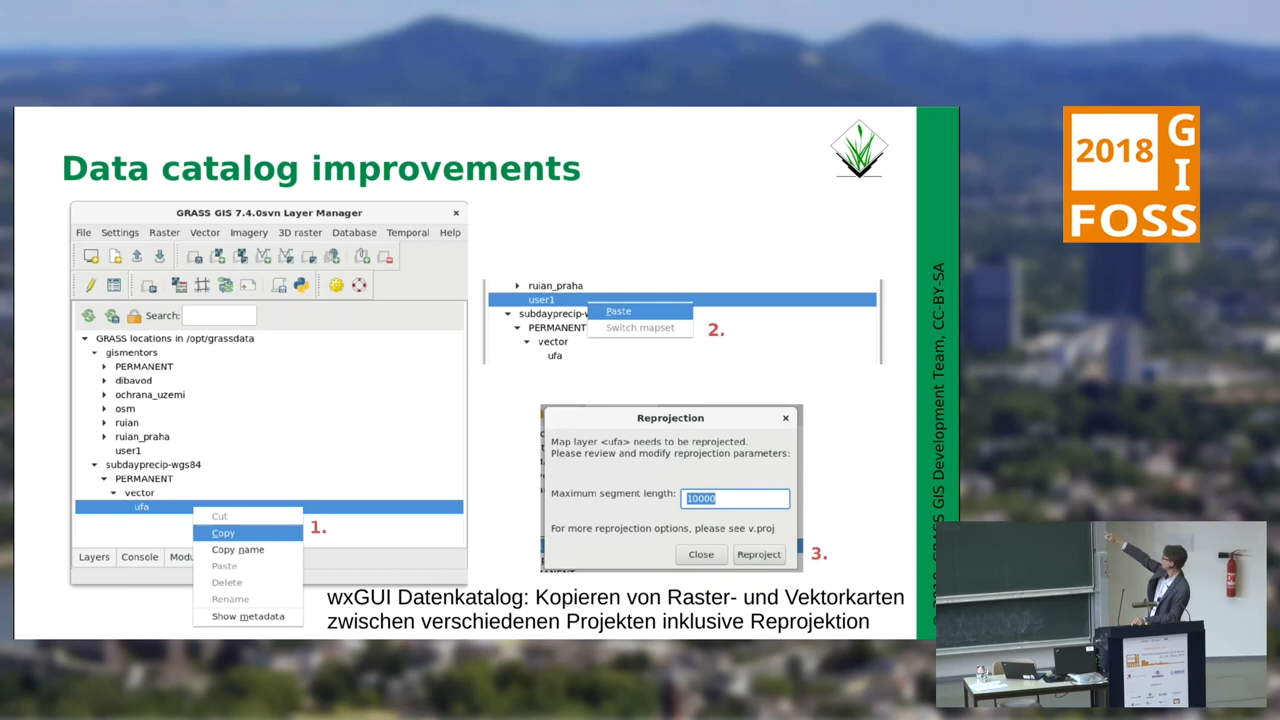 Data catalog improvements
GRASS GIS 7.4.0svn Layer Manager
File Settings Raster Vector Imagery 3D raster Database Temporal Help
Search:
GRASS locations in /opt/grassdata
gismentors
PERMANENT
dibavod
ochrana_uzemi
osm
ruian
ruian_praha
user1
subdayprecip-wgs84
PERMANENT
vector
ufa
Cut
Copy
Copy name
Paste
Delete
Rename
Show metadata
1.
Layers Console Modu
ruian_praha
user1
subdayprecip-w
PERMANENT
vector
ufa
Paste
Switch mapset
2.
Reprojection
Map layer <ufa> needs to be reprojected.
Please review and modify reprojection parameters:
Maximum segment length: 10000
For more reprojection options, please see v.proj
Close Reproject
3.
wxGUI Datenkatalog: Kopieren von Raster- und Vektorkarten
zwischen verschiedenen Projekten inklusive Reprojektion
GRASS GIS Development Team, CC-BY-SA
2018
GI
FOSS